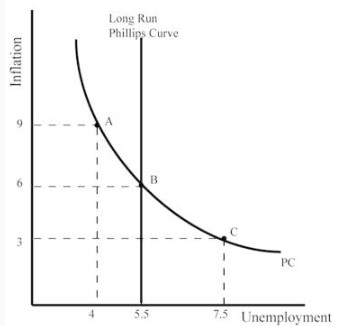 Long Run
Phillips Curve
Inflation
9
A
6
B
3
C
PC
4
5.5
7.5
Unemployment